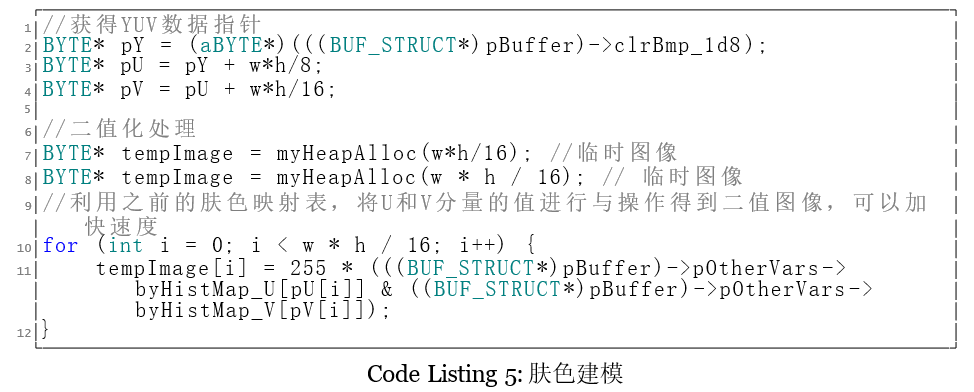 1 //获得YUV数据指针
2 BYTE* pY = (aBYTE*)(((BUF_STRUCT*)pBuffer)->clrBmp_1d8);
3 BYTE* pU = pY + w*h/8;
4 BYTE* pV = pU + w*h/16;
5
6 //二值化处理
7 BYTE* tempImage = myHeapAlloc(w*h/16); //临时图像
8 BYTE* tempImage = myHeapAlloc(w * h / 16); // 临时图像
9 //利用之前的肤色映射表，将U和V分量的值进行与操作得到二值图像，可以加
快速度
10 for (int i = 0; i < w * h / 16; i++) {
11 tempImage[i] = 255 * (((BUF_STRUCT*)pBuffer)->pOtherVars->
byHistMap_U[pU[i]] & ((BUF_STRUCT*)pBuffer)->pOtherVars->
byHistMap_V[pV[i]]);
12 }
Code Listing 5: 肤色建模